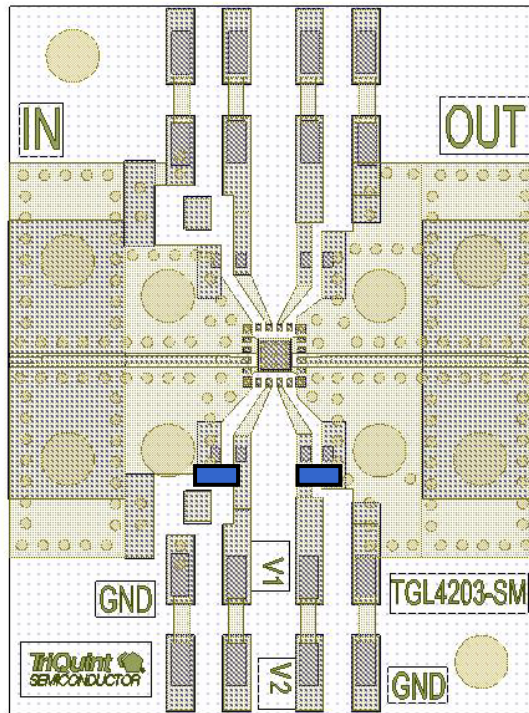 IN
OUT
V1
GND
TGL4203-SM
TriQuint
SEMICONDUCTOR
V2
GND